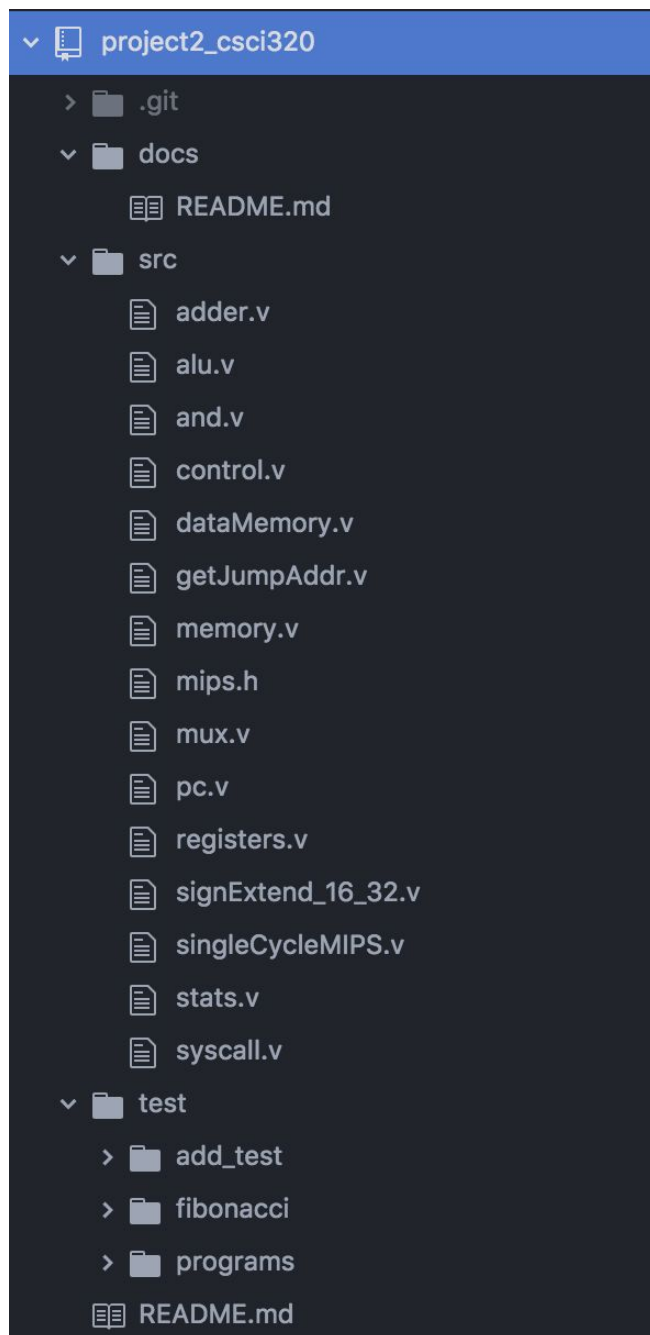 project2_csci320
.git
docs
README.md
src
adder.v
alu.v
and.v
control.v
dataMemory.v
getJumpAddr.v
memory.v
mips.h
mux.v
pc.v
registers.v
signExtend_16_32.v
singleCycleMIPS.v
stats.v
syscall.v
test
add_test
fibonacci
programs
README.md